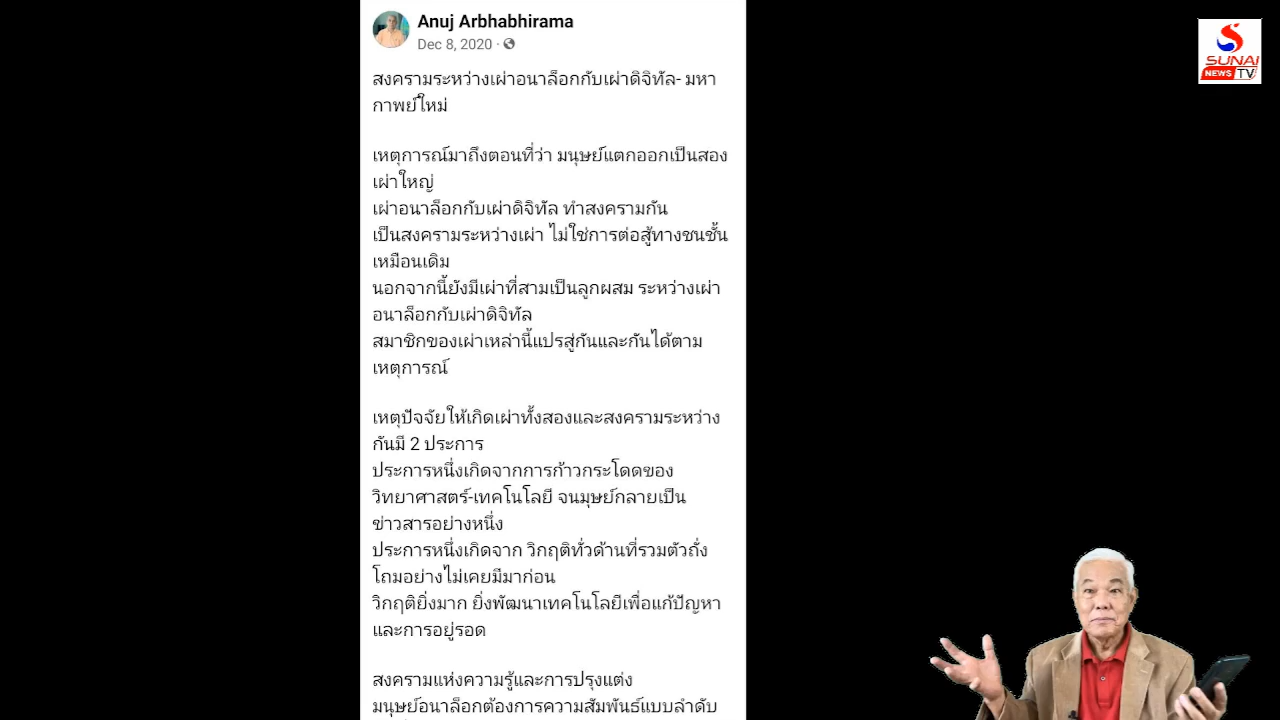 Anuj Arbhabhirama
Dec 8, 2020 ·
SUNAI
NEWS TV
สงครามระหว่างเผ่าอนาล็อกกับเผ่าดิจิทัล- มหา
กาพย์ใหม่
เหตุการณ์มาถึงตอนที่ว่า มนุษย์แตกออกเป็นสอง
เผ่าใหญ่
เผ่าอนาล็อกกับเผ่าดิจิทัล ทำสงครามกัน
เป็นสงครามระหว่างเผ่า ไม่ใช่การต่อสู้ทางชนชั้น
เหมือนเดิม
นอกจากนี้ยังมีเผ่าที่สามเป็นลูกผสม ระหว่างเผ่า
อนาล็อกกับเผ่าดิจิทัล
สมาชิกของเผ่าเหล่านี้แปรสู่กันและกันได้ตาม
เหตุการณ์
เหตุปัจจัยให้เกิดเผ่าทั้งสองและสงครามระหว่าง
กันมี 2 ประการ
ประการหนึ่งเกิดจากการก้าวกระโดดของ
วิทยาศาสตร์-เทคโนโลยี จนมุษย์กลายเป็น
ข่าวสารอย่างหนึ่ง
ประการหนึ่งเกิดจาก วิกฤติทั่วด้านที่รวมตัวถั่ง
โถมอย่างไม่เคยมีมาก่อน
วิกฤติยิ่งมาก ยิ่งพัฒนาเทคโนโลยีเพื่อแก้ปัญหา
และการอยู่รอด
สงครามแห่งความรู้และการปรุงแต่ง
มนุษย์อนาล็อกต้องการความสัมพันธ์แบบลำดับ